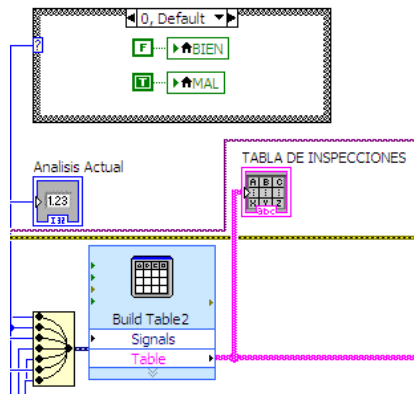 0, Default
?
F BIEN
T MAL
Analisis Actual
TABLA DE INSPECCIONES
1.23
I32
A B C
X Y Z
abc
A B C D
Build Table2
Signals
Table